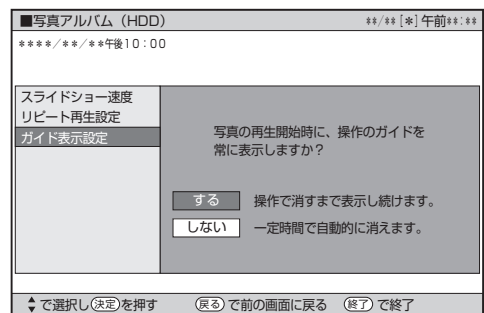 ■写真アルバム（HDD） **/**[*]午前**:**
****/**/**午後10:00
スライドショー速度
リピート再生設定
ガイド表示設定
写真の再生開始時に、操作のガイドを
常に表示しますか？
する 操作で消すまで表示し続けます。
しない 一定時間で自動的に消えます。
で選択し決定を押す 戻るで前の画面に戻る 終了で終了